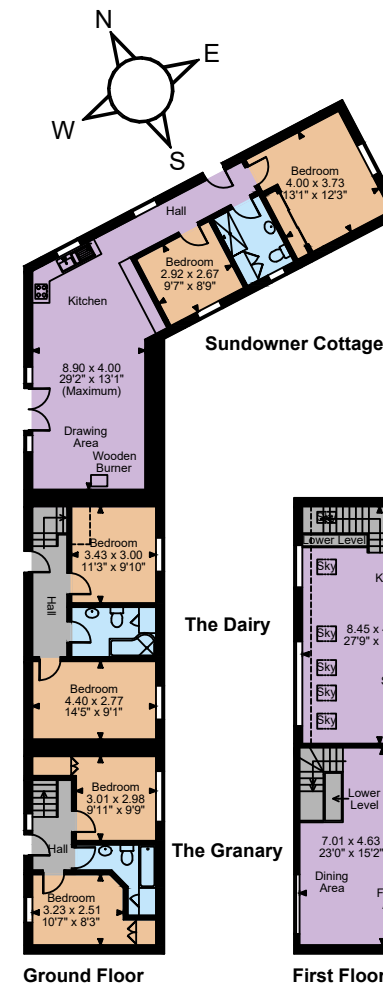 N
E
W
S
Bedroom
4.00 x 3.73
13'1" x 12'3"
Hall
Bedroom
2.92 x 2.67
9'7" x 8'9"
Kitchen
Sundowner Cottage
8.90 x 4.00
29'2" x 13'1"
(Maximum)
Drawing
Area
Wooden
Burner
Bedroom
3.43 x 3.00
11'3" x 9'10"
Hall
The Dairy
Bedroom
4.40 x 2.77
14'5" x 9'1"
Bedroom
3.01 x 2.98
9'11" x 9'9"
Hall
The Granary
Bedroom
3.23 x 2.51
10'7" x 8'3"
Ground Floor
Lower Level
Sky
K
Sky
8.45 x
27'9" x
Sky
S
Sky
Sky
Lower
Level
7.01 x 4.63
23'0" x 15'2"
Dining
Area
F
First Floor